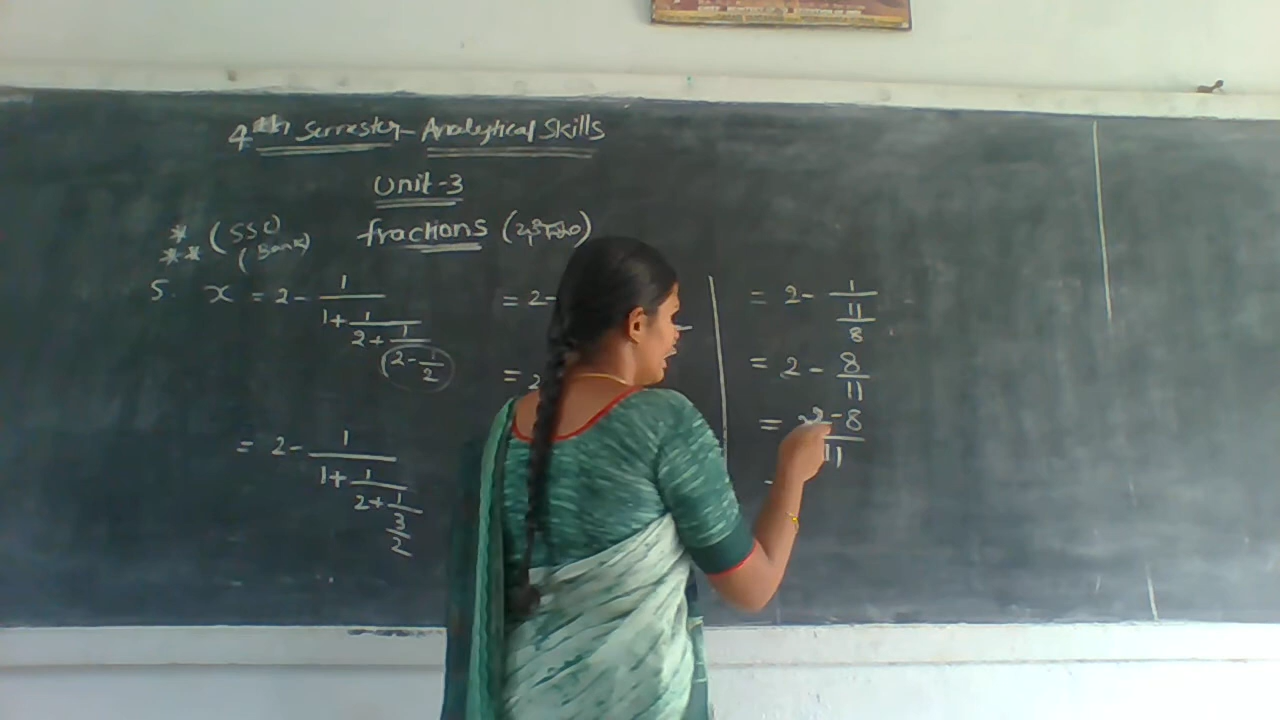 4th Semester - Analytical Skills
Unit-3
* (SSC)
** (Bank)
fractions
5. x = 2 - 1
1 + 1
2 + 1
2 - 1
2
= 2 - 1
1 + 1
2 + 1
3
2
= 2 -
= 2
= 2 - 1
11
8
= 2 - 8
11
= 22 - 8
11